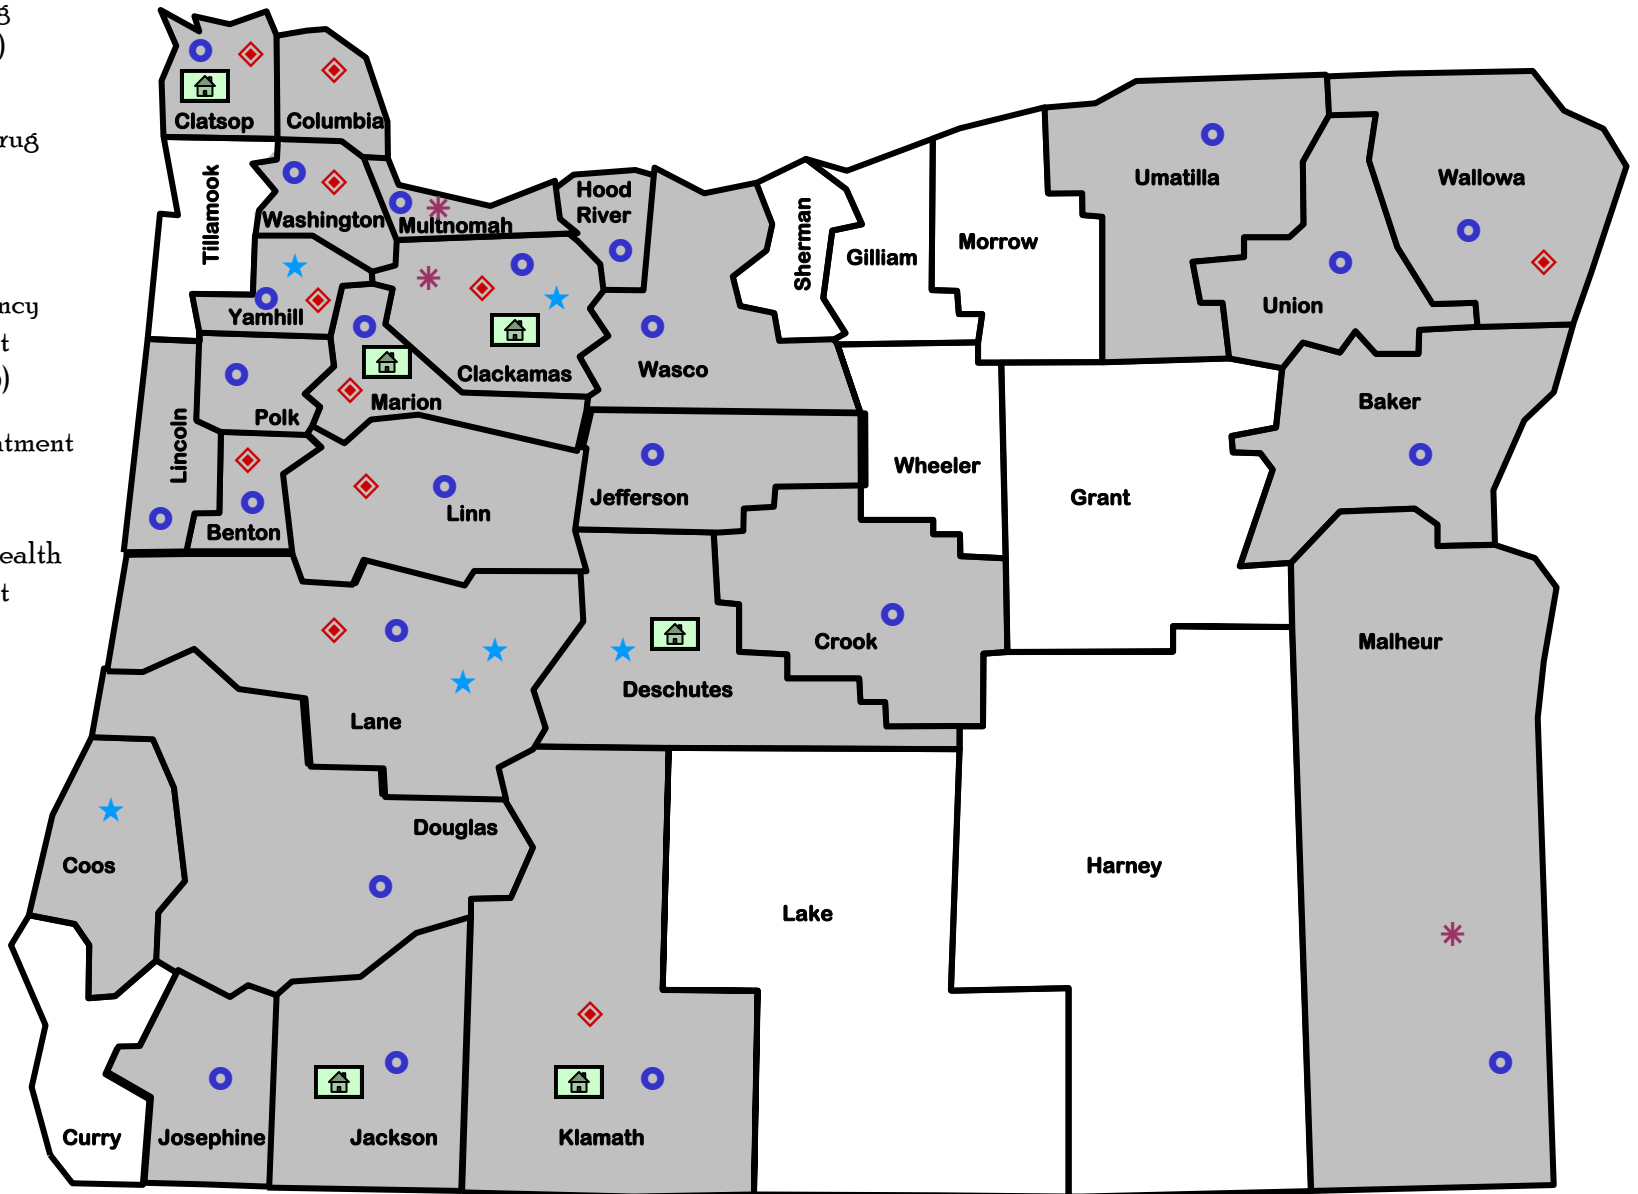 Clatsop
Columbia
Tillamook
Washington
Multnomah
Hood
River
Sherman
Gilliam
Morrow
Umatilla
Wallowa
Union
Yamhill
Clackamas
Wasco
Marion
Polk
Lincoln
Baker
Wheeler
Grant
Jefferson
Linn
Benton
Crook
Malheur
Deschutes
Lane
Douglas
Coos
Harney
Lake
Curry
Josephine
Jackson
Klamath